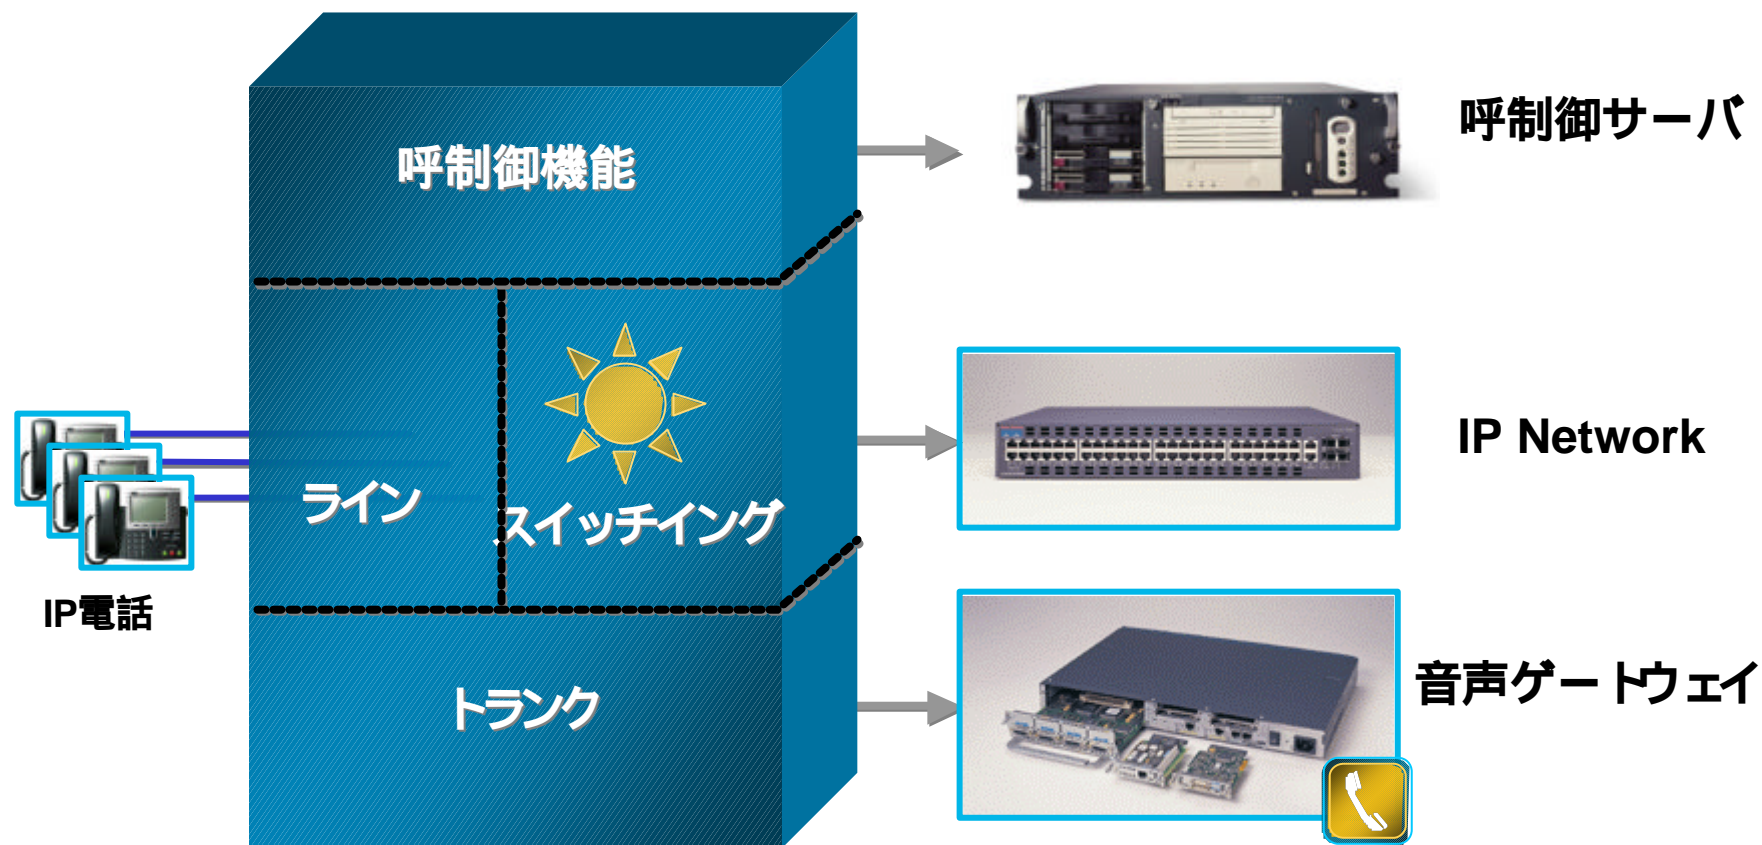 呼制御機能
呼制御サーバ
IP Network
ライン
スイッチイング
IP電話
トランク
音声ゲートウェイ